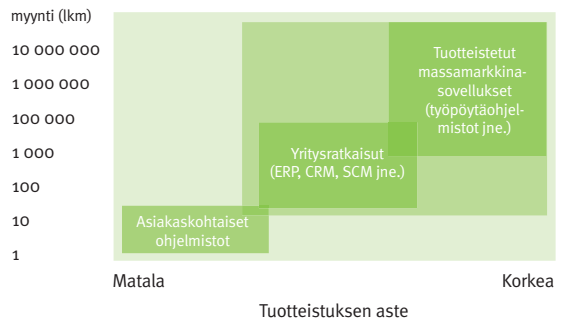 myynti (lkm)
10 000 000
1 000 000
100 000
1 000
100
10
1
Tuotteistetut
massamarkkina-
sovellukset
(työpöytäohjel-
mistot jne.)
Yritysratkaisut
(ERP, CRM, SCM jne.)
Asiakaskohtaiset
ohjelmistot
Matala
Korkea
Tuotteistuksen aste